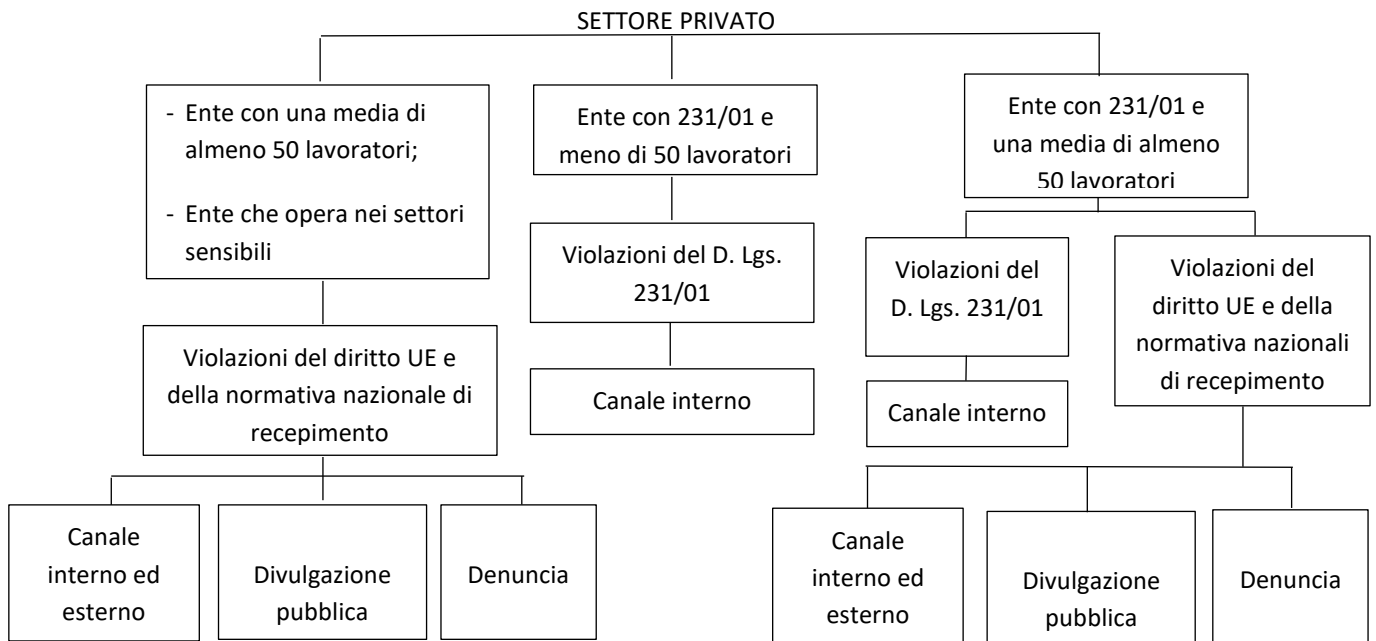 SETTORE PRIVATO
- Ente con una media di
almeno 50 lavoratori;
- Ente che opera nei settori
sensibili
Ente con 231/01 e
meno di 50 lavoratori
Ente con 231/01 e
una media di almeno
50 lavoratori
Violazioni del D. Lgs.
231/01
Violazioni del
D. Lgs. 231/01
Violazioni del
diritto UE e della
normativa nazionali
di recepimento
Violazioni del diritto UE e
della normativa nazionale di
recepimento
Canale interno
Canale interno
Canale
interno ed
esterno
Divulgazione
pubblica
Denuncia
Canale
interno ed
esterno
Divulgazione
pubblica
Denuncia